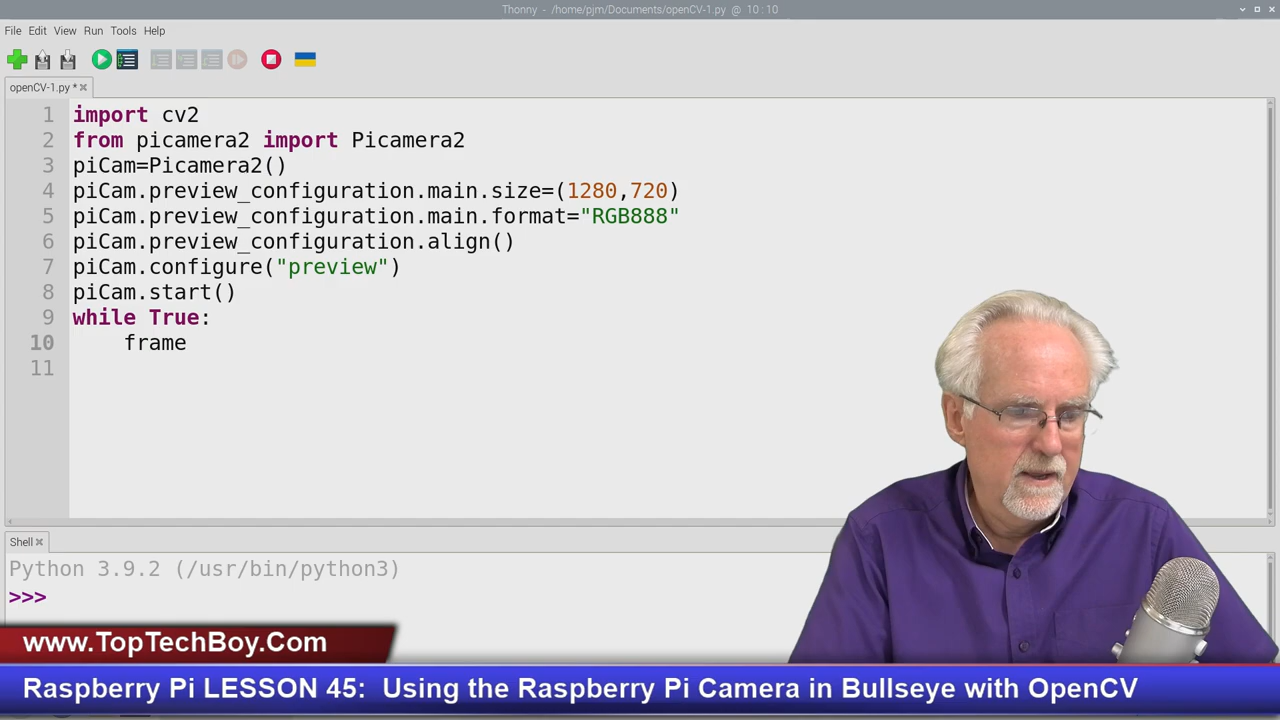 Thonny - /home/pjm/Documents/openCV-1.py @ 10:10
File Edit View Run Tools Help
openCV-1.py *
1 import cv2
2 from picamera2 import Picamera2
3 piCam=Picamera2()
4 piCam.preview_configuration.main.size=(1280,720)
5 piCam.preview_configuration.main.format="RGB888"
6 piCam.preview_configuration.align()
7 piCam.configure("preview")
8 piCam.start()
9 while True:
10 frame
11
Shell
Python 3.9.2 (/usr/bin/python3)
>>>
www.TopTechBoy.Com
Raspberry Pi LESSON 45: Using the Raspberry Pi Camera in Bullseye with OpenCV